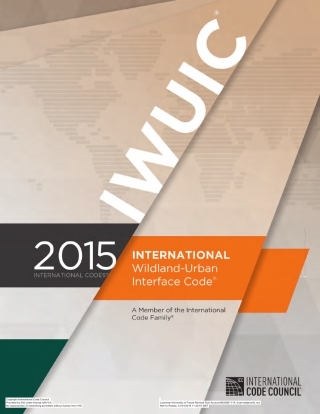 IWUIC®
2015
INTERNATIONAL CODES®
INTERNATIONAL
Wildland-Urban
Interface Code®
A Member of the International
Code Family®
INTERNATIONAL
CODE COUNCIL®